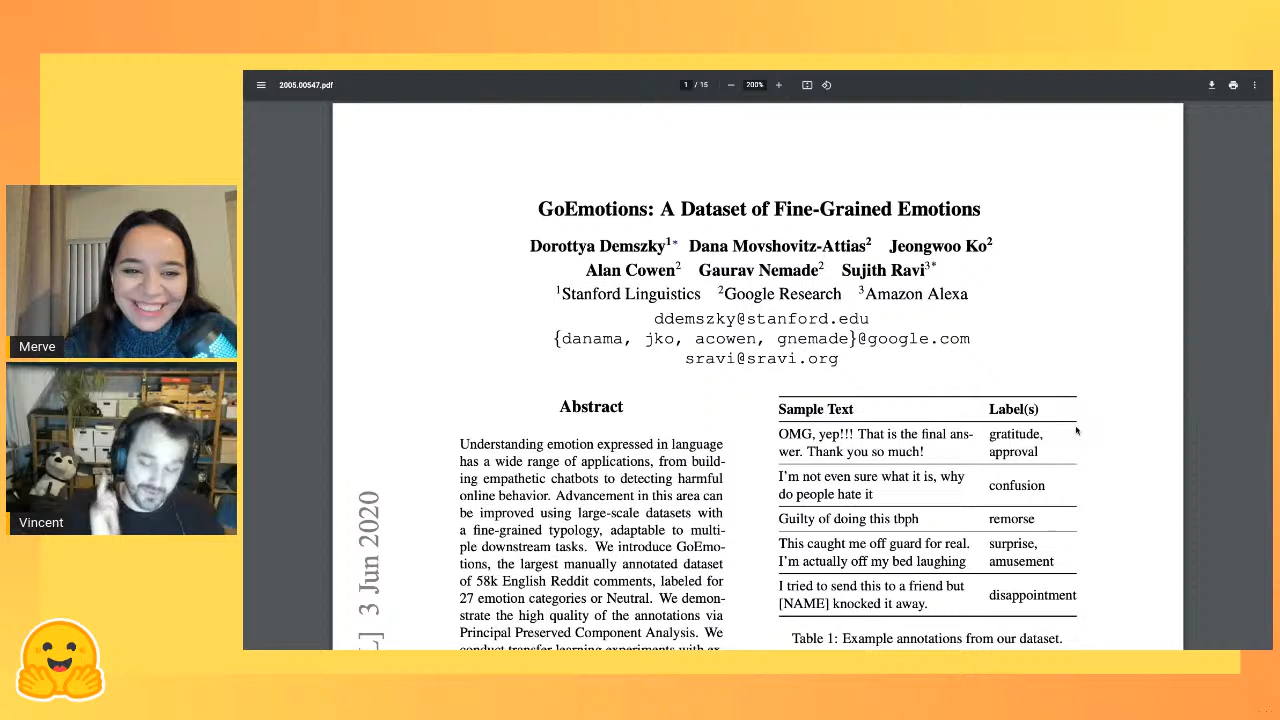 2005.00547.pdf
1 / 15
200%
GoEmotions: A Dataset of Fine-Grained Emotions
Dorottya Demszky1* Dana Movshovitz-Attias2 Jeongwoo Ko2
Alan Cowen2 Gaurav Nemade2 Sujith Ravi3*
1Stanford Linguistics 2Google Research 3Amazon Alexa
ddemszky@stanford.edu
{danama, jko, acowen, gnemade}@google.com
sravi@sravi.org
Abstract
Understanding emotion expressed in language
has a wide range of applications, from build-
ing empathetic chatbots to detecting harmful
online behavior. Advancement in this area can
be improved using large-scale datasets with
a fine-grained typology, adaptable to multi-
ple downstream tasks. We introduce GoEmo-
tions, the largest manually annotated dataset
of 58k English Reddit comments, labeled for
27 emotion categories or Neutral. We demon-
strate the high quality of the annotations via
Principal Preserved Component Analysis. We
conduct transfer learning experiments with ex-
Sample Text Label(s)
OMG, yep!!! That is the final ans- gratitude,
wer. Thank you so much! approval
I'm not even sure what it is, why
do people hate it confusion
Guilty of doing this tbph remorse
This caught me off guard for real. surprise,
I'm actually off my bed laughing amusement
I tried to send this to a friend but
[NAME] knocked it away. disappointment
Table 1: Example annotations from our dataset.
] 3 Jun 2020
Merve
Vincent